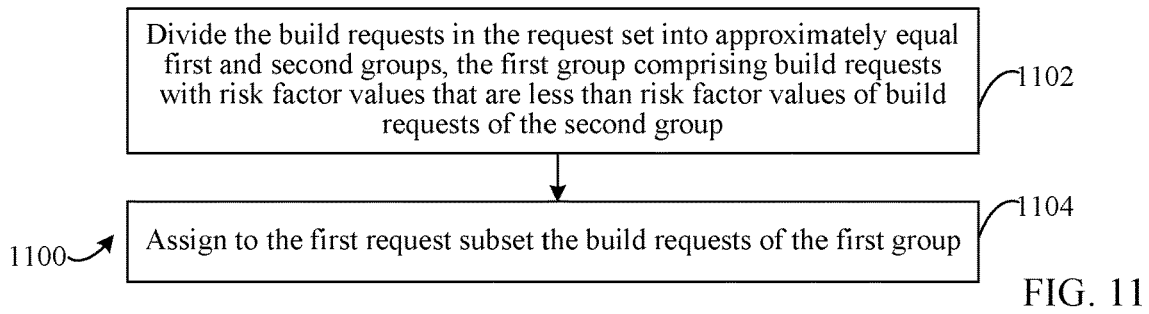 Divide the build requests in the request set into approximately equal
first and second groups, the first group comprising build requests
with risk factor values that are less than risk factor values of build
requests of the second group
1102
1104
Assign to the first request subset the build requests of the first group
1100
FIG. 11